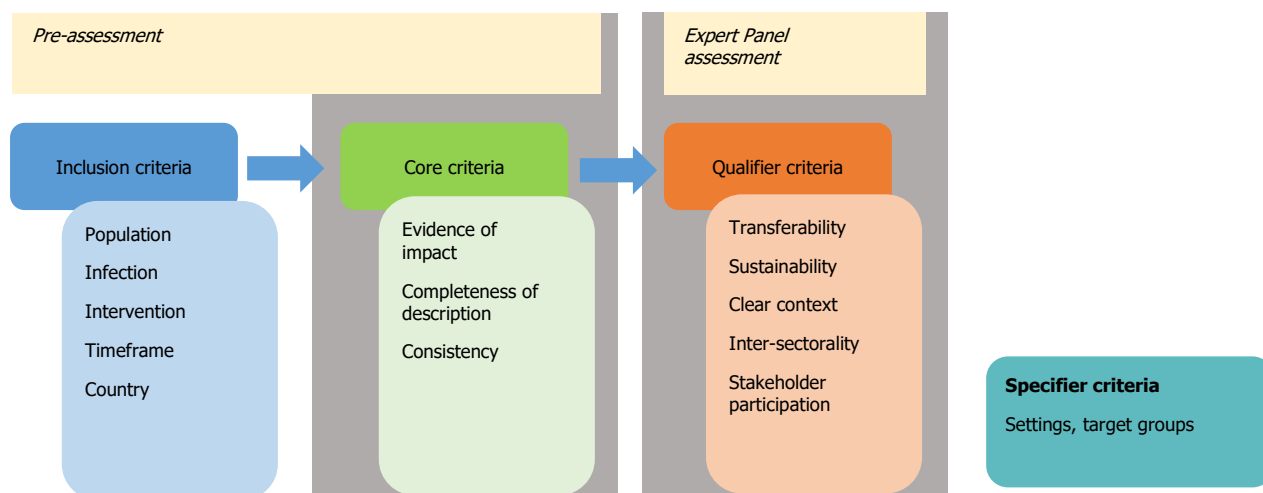 Pre-assessment
Expert Panel
assessment
Inclusion criteria
Core criteria
Qualifier criteria
Population
Infection
Intervention
Timeframe
Country
Evidence of
impact
Completeness of
description
Consistency
Transferability
Sustainability
Clear context
Inter-sectorality
Stakeholder
participation
Specifier criteria
Settings, target groups